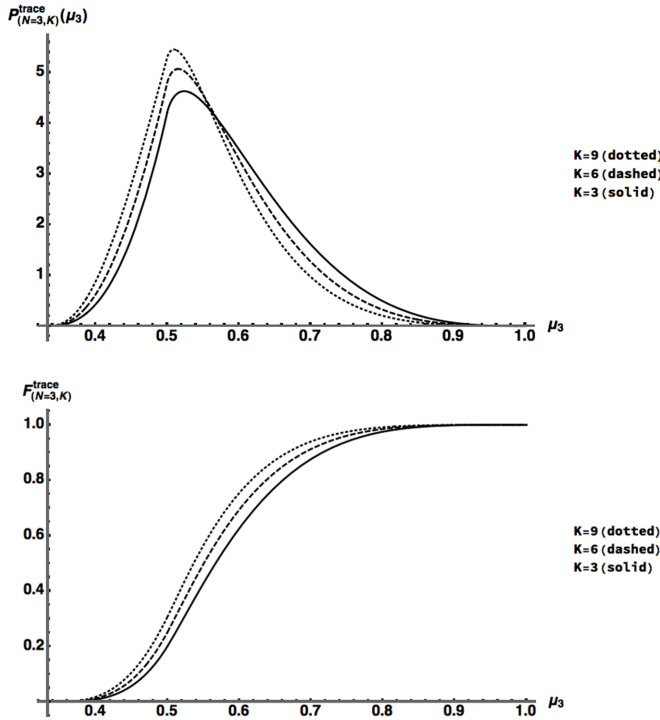 P^trace_(N=3,K)(μ₃)
5
4
3
2
1
0.4 0.5 0.6 0.7 0.8 0.9 1.0 μ₃
K=9(dotted)
K=6(dashed)
K=3(solid)
F^trace_(N=3,K)
1.0
0.8
0.6
0.4
0.2
0.4 0.5 0.6 0.7 0.8 0.9 1.0 μ₃
K=9(dotted)
K=6(dashed)
K=3(solid)